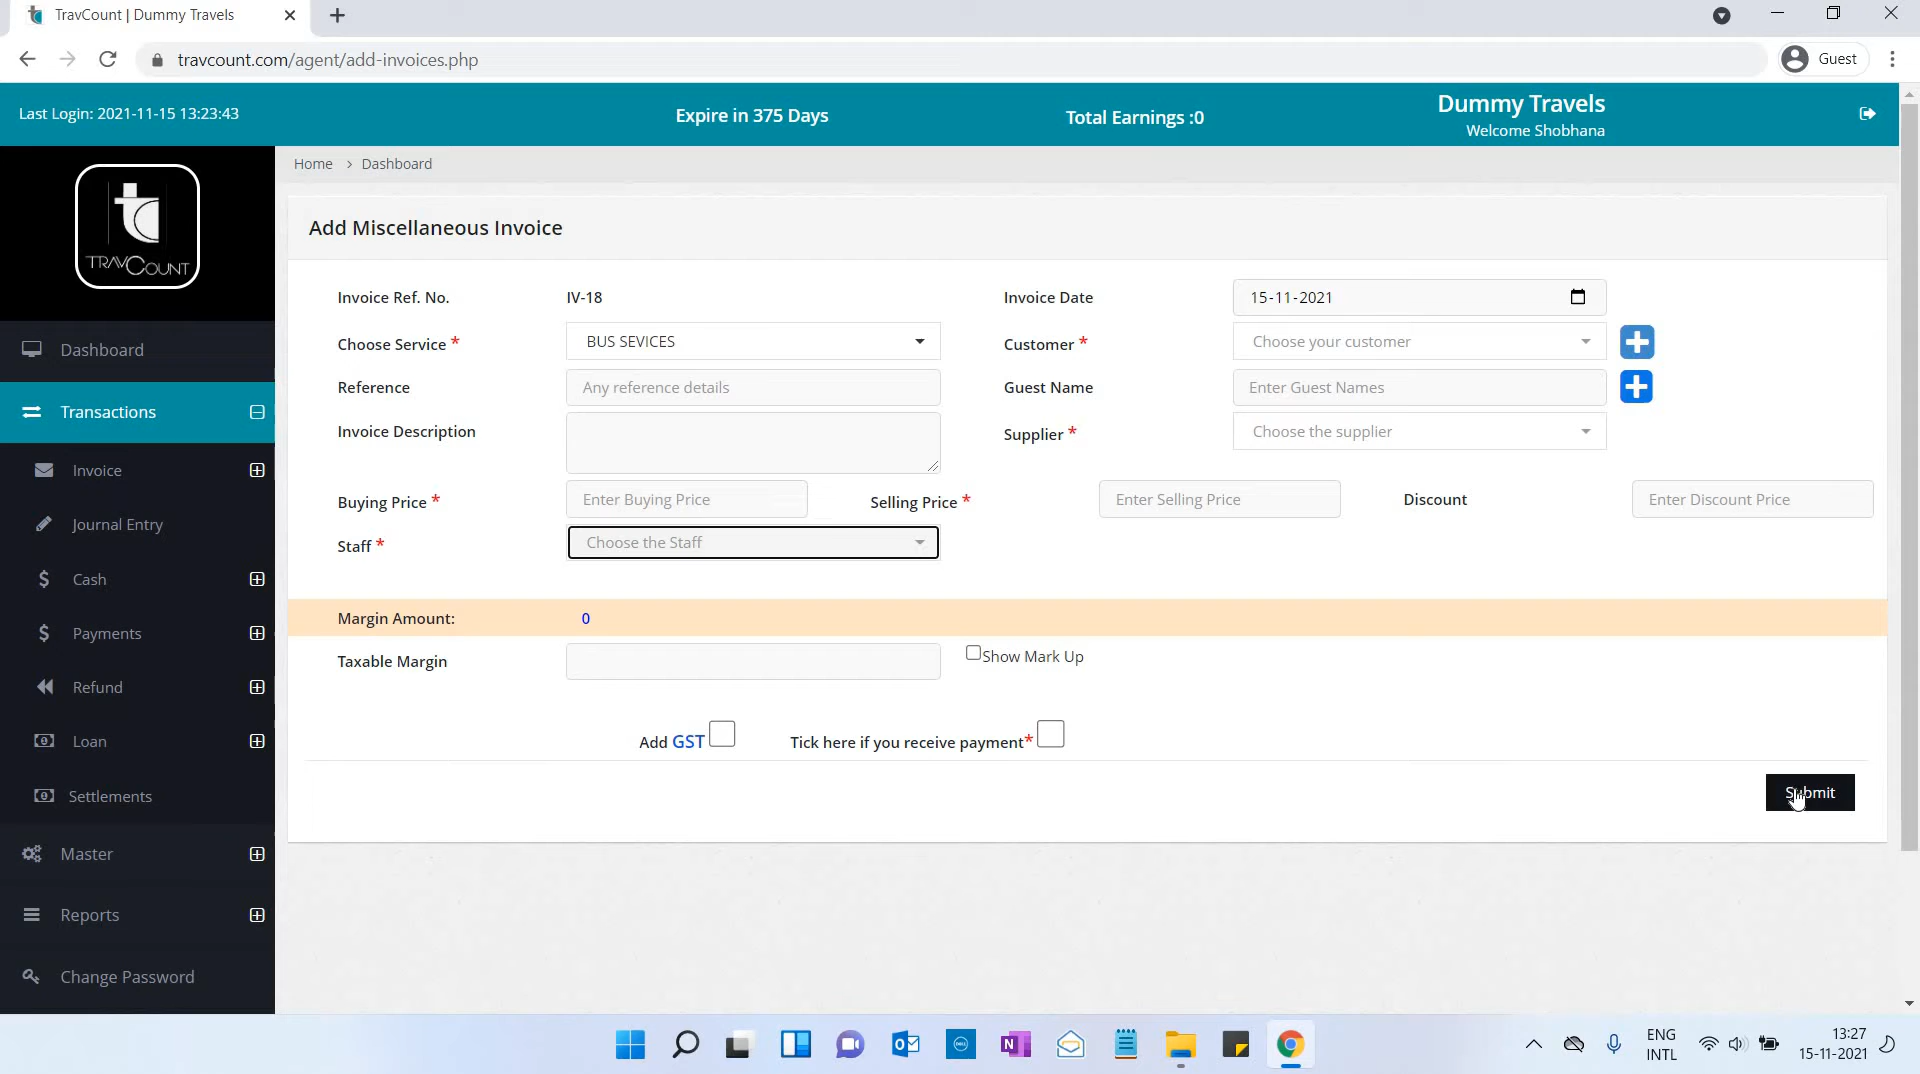 TravCount | Dummy Travels
travcount.com/agent/add-invoices.php
Guest
Last Login: 2021-11-15 13:23:43
Expire in 375 Days
Total Earnings :0
Dummy Travels
Welcome Shobhana
TRAVCOUNT
Home > Dashboard
Add Miscellaneous Invoice
Invoice Ref. No.
IV-18
Invoice Date
15-11-2021
Choose Service *
BUS SEVICES
Customer *
Choose your customer
Reference
Any reference details
Guest Name
Enter Guest Names
Invoice Description
Supplier *
Choose the supplier
Buying Price *
Enter Buying Price
Selling Price *
Enter Selling Price
Discount
Enter Discount Price
Staff *
Choose the Staff
Margin Amount:
0
Taxable Margin
Show Mark Up
Add GST
Tick here if you receive payment*
Submit
Dashboard
Transactions
Invoice
Journal Entry
Cash
Payments
Refund
Loan
Settlements
Master
Reports
Change Password
ENG
INTL
13:27
15-11-2021